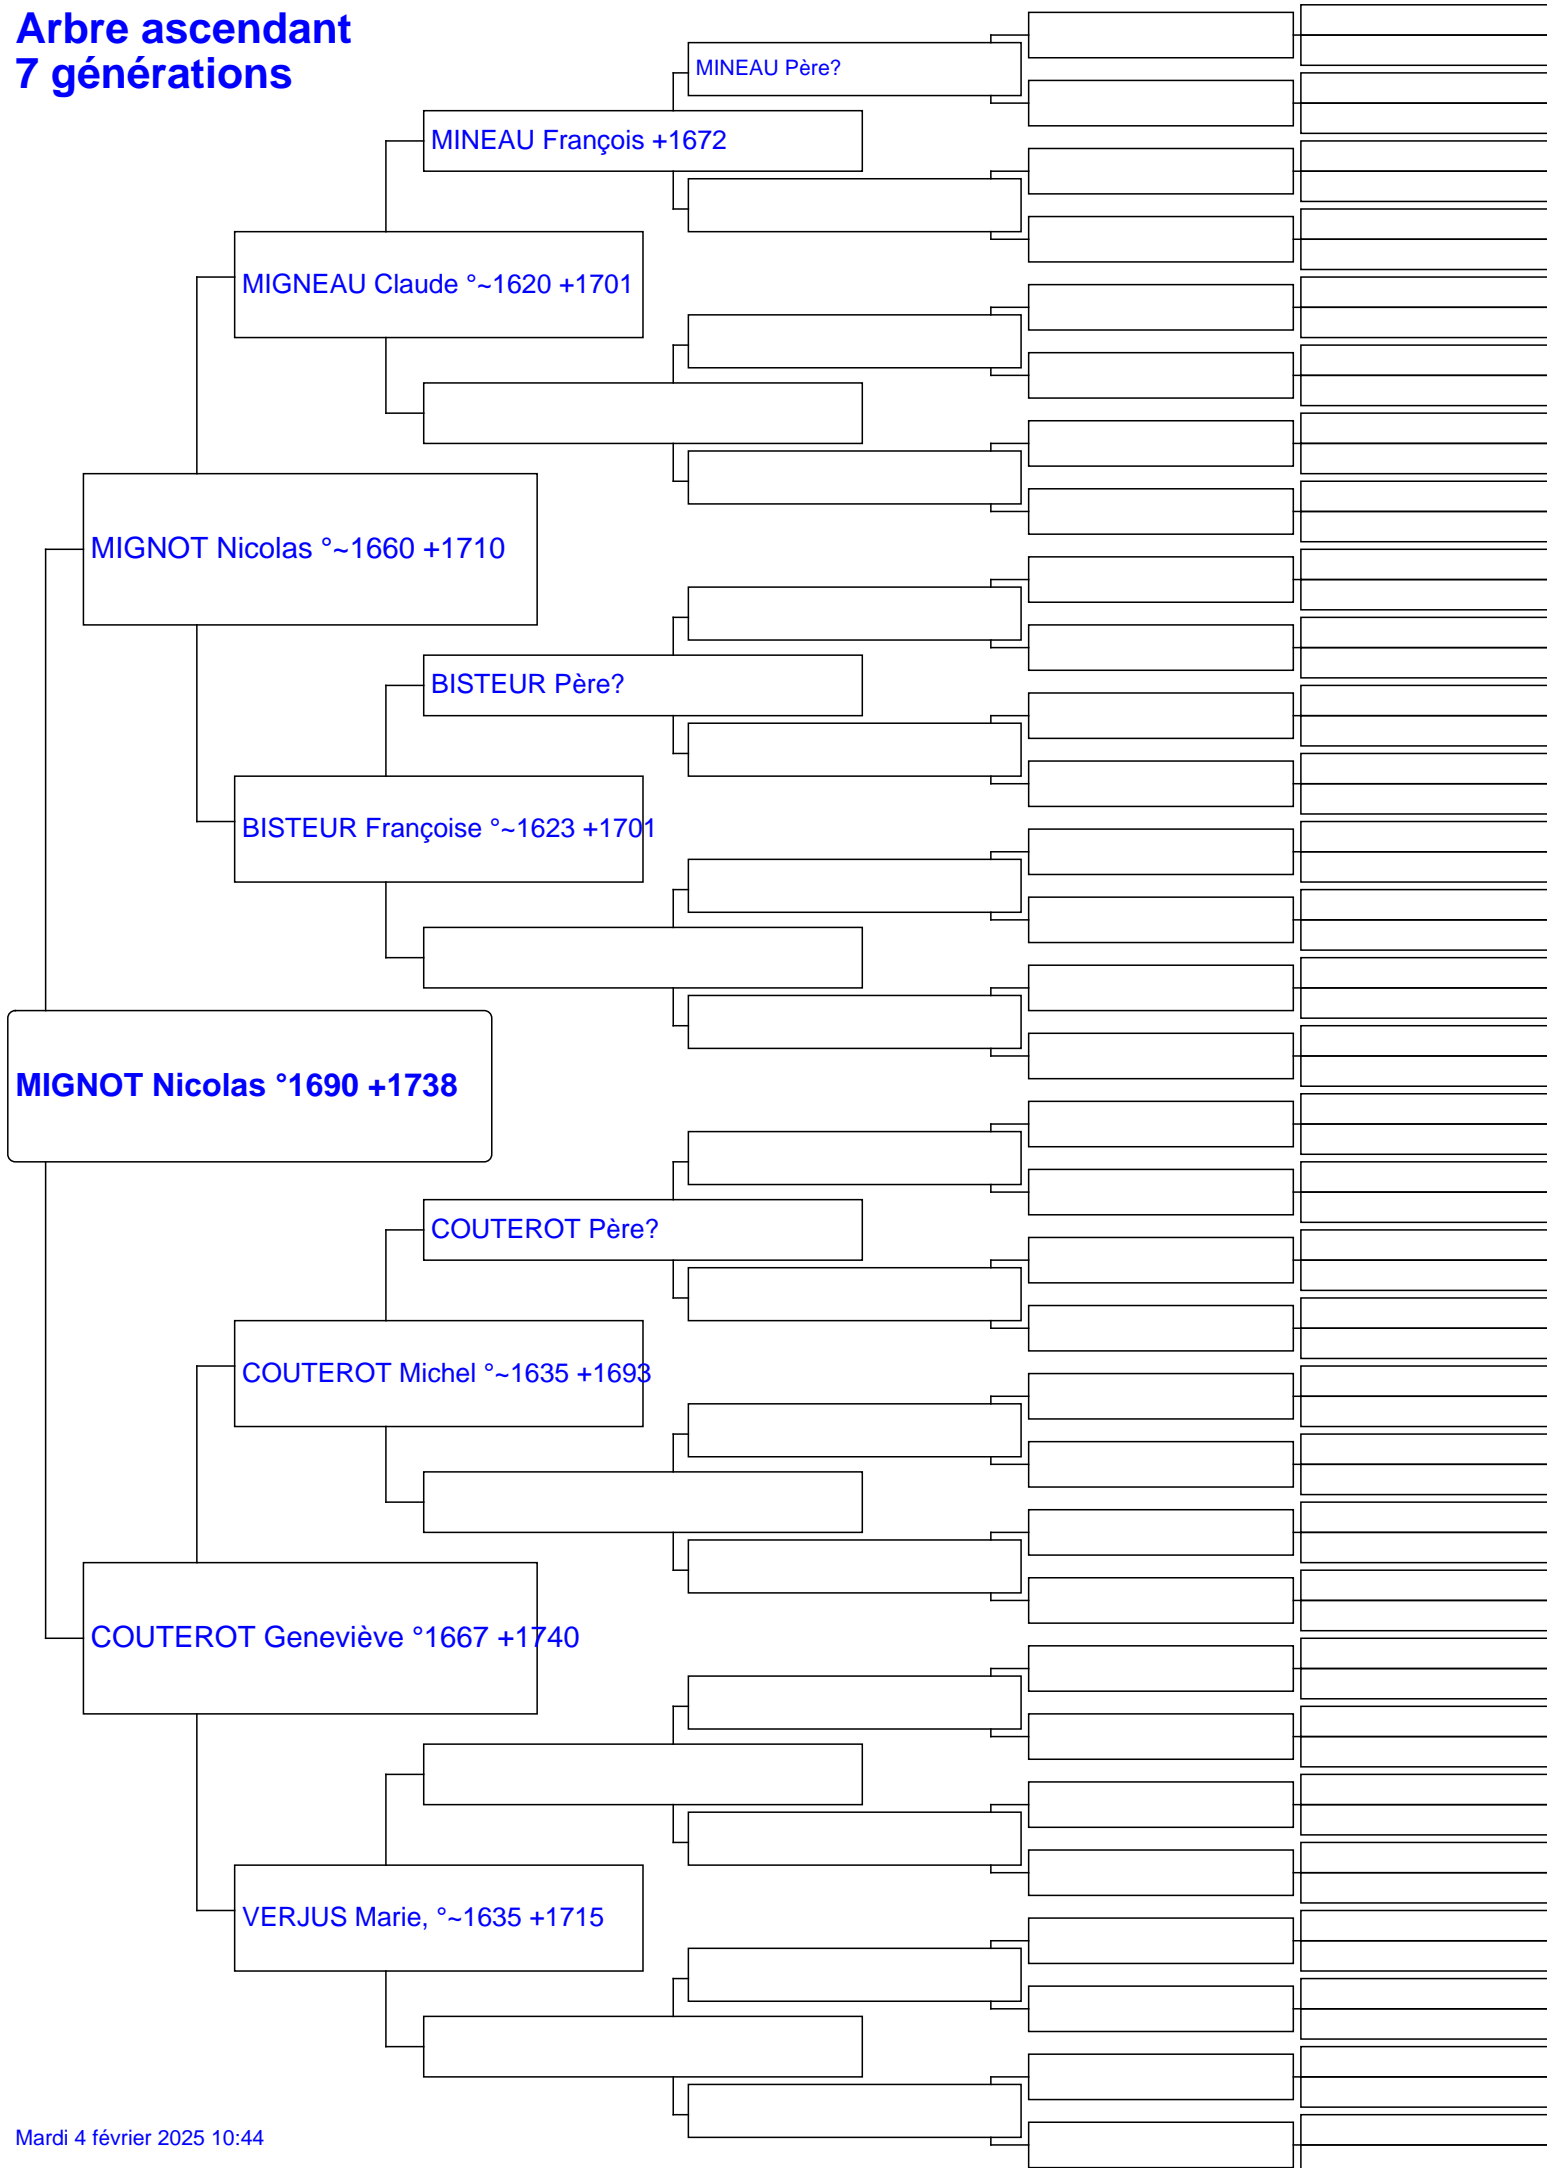 Arbre ascendant
7 générations
MINEAU Père?
MINEAU François +1672
MIGNEAU Claude °~1620 +1701
MIGNOT Nicolas °~1660 +1710
BISTEUR Père?
BISTEUR Françoise °~1623 +1701
MIGNOT Nicolas °1690 +1738
COUTEROT Père?
COUTEROT Michel °~1635 +1693
COUTEROT Geneviève °1667 +1740
VERJUS Marie, °~1635 +1715
Mardi 4 février 2025 10:44